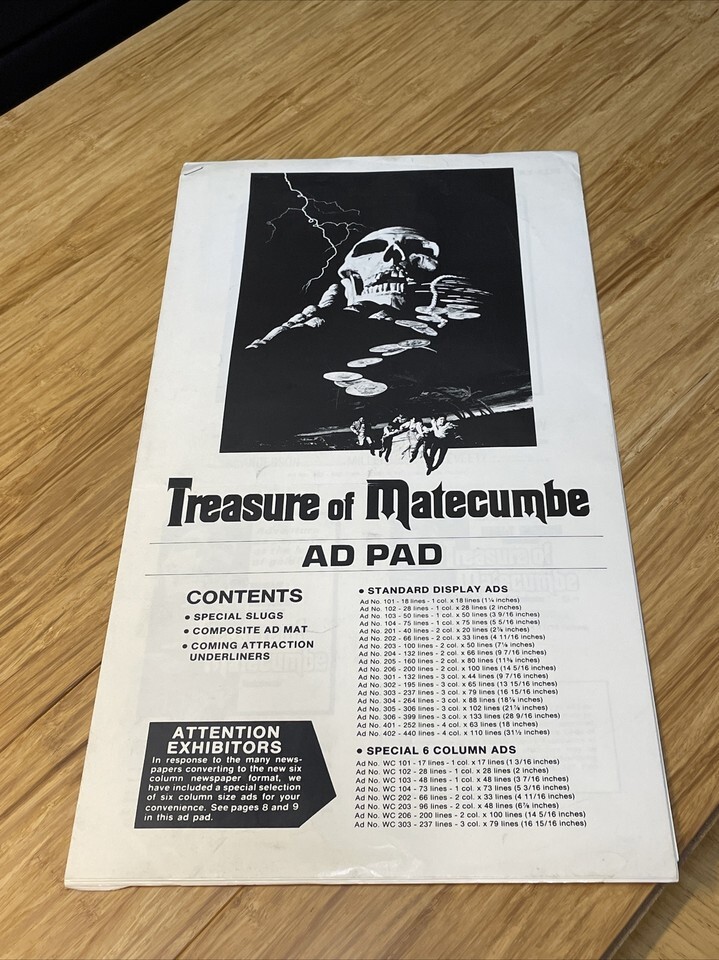 Treasure of Matecumbe
AD PAD
CONTENTS
• SPECIAL SLUGS
• COMPOSITE AD MAT
• COMING ATTRACTION
UNDERLINERS
ATTENTION
EXHIBITORS
In response to the many news-
papers converting to the new six
column newspaper format, we
have included a special selection
of six column size ads for your
convenience. See pages 8 and 9
in this ad pad.
• STANDARD DISPLAY ADS
Ad No. 101 - 18 lines - 1 col. x 18 lines (1¼ inches)
Ad No. 102 - 28 lines - 1 col. x 28 lines (2 inches)
Ad No. 103 - 50 lines - 1 col. x 50 lines (3 9/16 inches)
Ad No. 104 - 75 lines - 1 col. x 75 lines (5 5/16 inches)
Ad No. 201 - 40 lines - 2 col. x 20 lines (2⅞ inches)
Ad No. 202 - 66 lines - 2 col. x 33 lines (4 11/16 inches)
Ad No. 203 - 100 lines - 2 col. x 50 lines (7⅛ inches)
Ad No. 204 - 132 lines - 2 col. x 66 lines (9 7/16 inches)
Ad No. 205 - 160 lines - 2 col. x 80 lines (11⅜ inches)
Ad No. 206 - 200 lines - 2 col. x 100 lines (14 5/16 inches)
Ad No. 301 - 132 lines - 3 col. x 44 lines (9 7/16 inches)
Ad No. 302 - 195 lines - 3 col. x 65 lines (13 15/16 inches)
Ad No. 303 - 237 lines - 3 col. x 79 lines (16 15/16 inches)
Ad No. 304 - 264 lines - 3 col. x 88 lines (18⅞ inches)
Ad No. 305 - 306 lines - 3 col. x 102 lines (21⅞ inches)
Ad No. 306 - 399 lines - 3 col. x 133 lines (28 9/16 inches)
Ad No. 401 - 252 lines - 4 col. x 63 lines (18 inches)
Ad No. 402 - 440 lines - 4 col. x 110 lines (31½ inches)
• SPECIAL 6 COLUMN ADS
Ad No. WC 101 - 17 lines - 1 col. x 17 lines (1 3/16 inches)
Ad No. WC 102 - 28 lines - 1 col. x 28 lines (2 inches)
Ad No. WC 103 - 48 lines - 1 col. x 48 lines (3 7/16 inches)
Ad No. WC 104 - 73 lines - 1 col. x 73 lines (5 3/16 inches)
Ad No. WC 202 - 66 lines - 2 col. x 33 lines (4 11/16 inches)
Ad No. WC 203 - 96 lines - 2 col. x 48 lines (6⅞ inches)
Ad No. WC 206 - 200 lines - 2 col. x 100 lines (14 5/16 inches)
Ad No. WC 303 - 237 lines - 3 col. x 79 lines (16 15/16 inches)